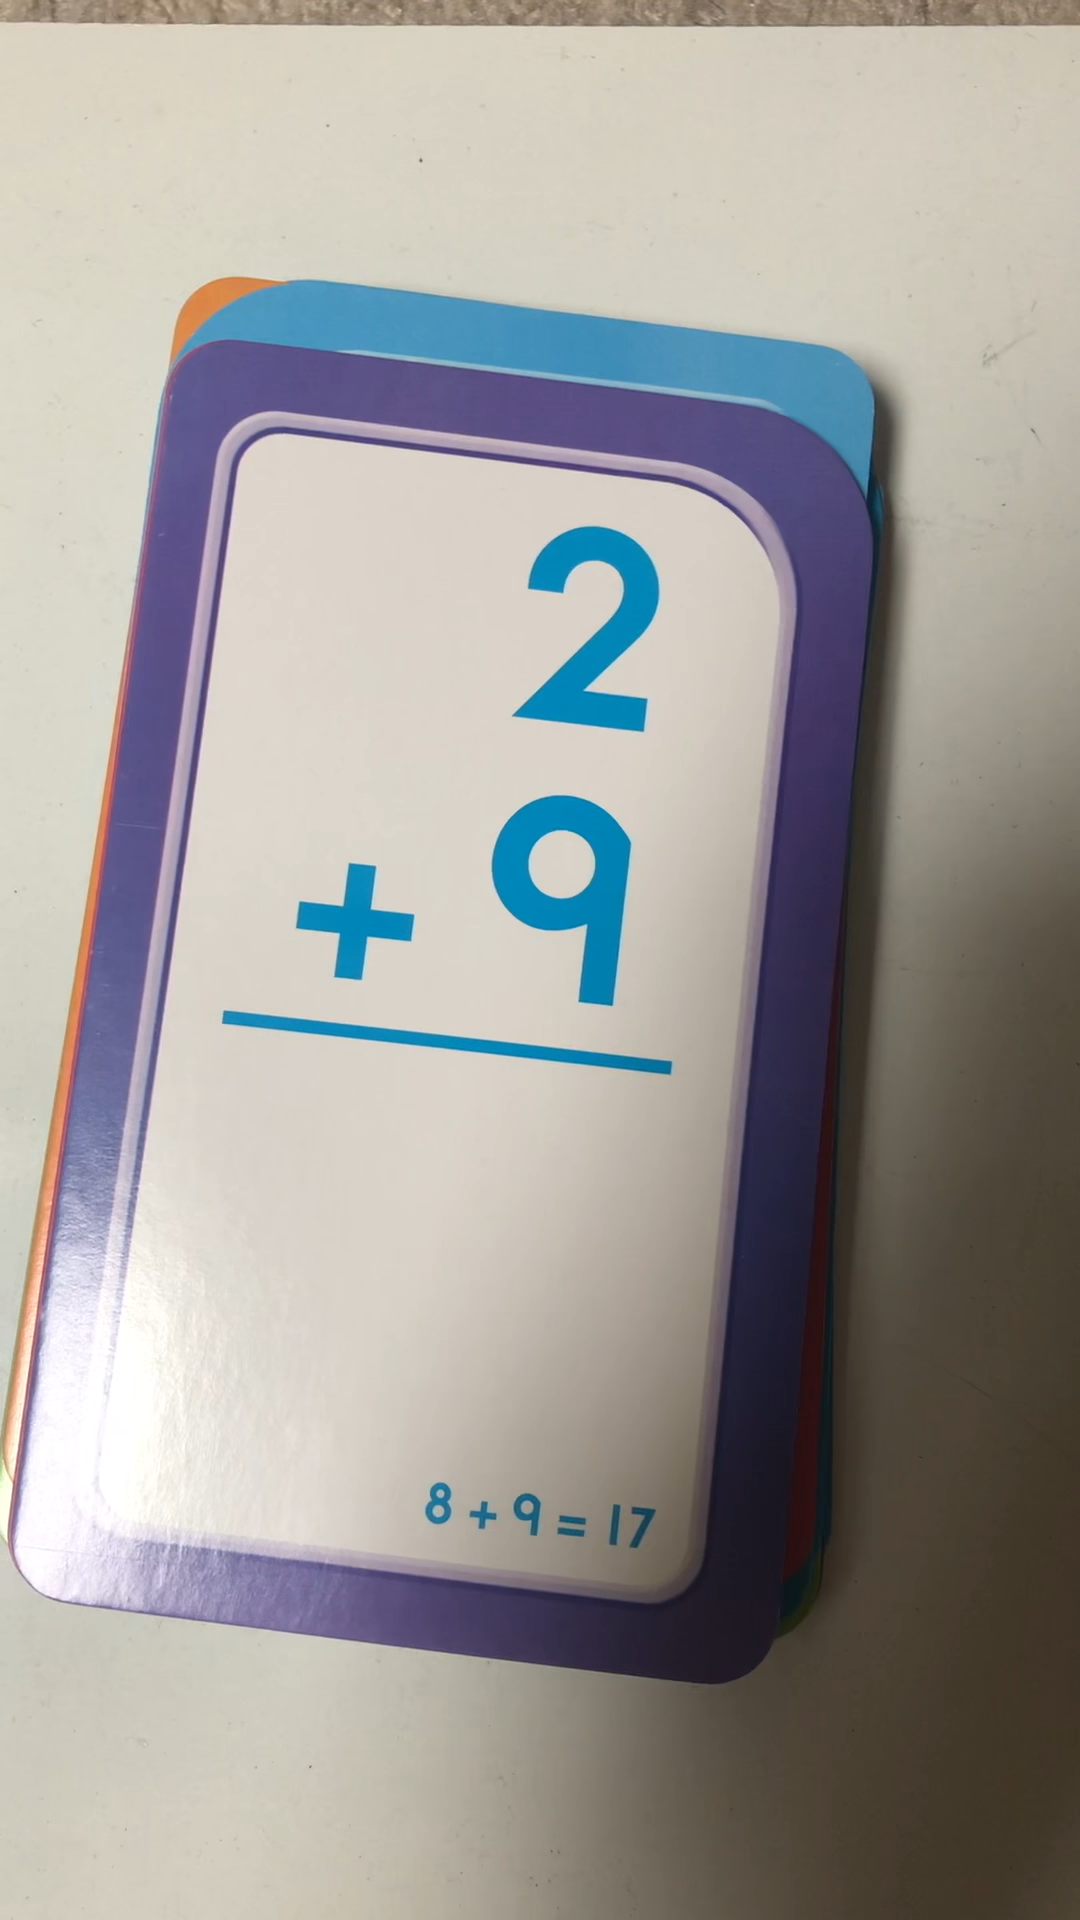 2
+ 9
8 + 9 = 17